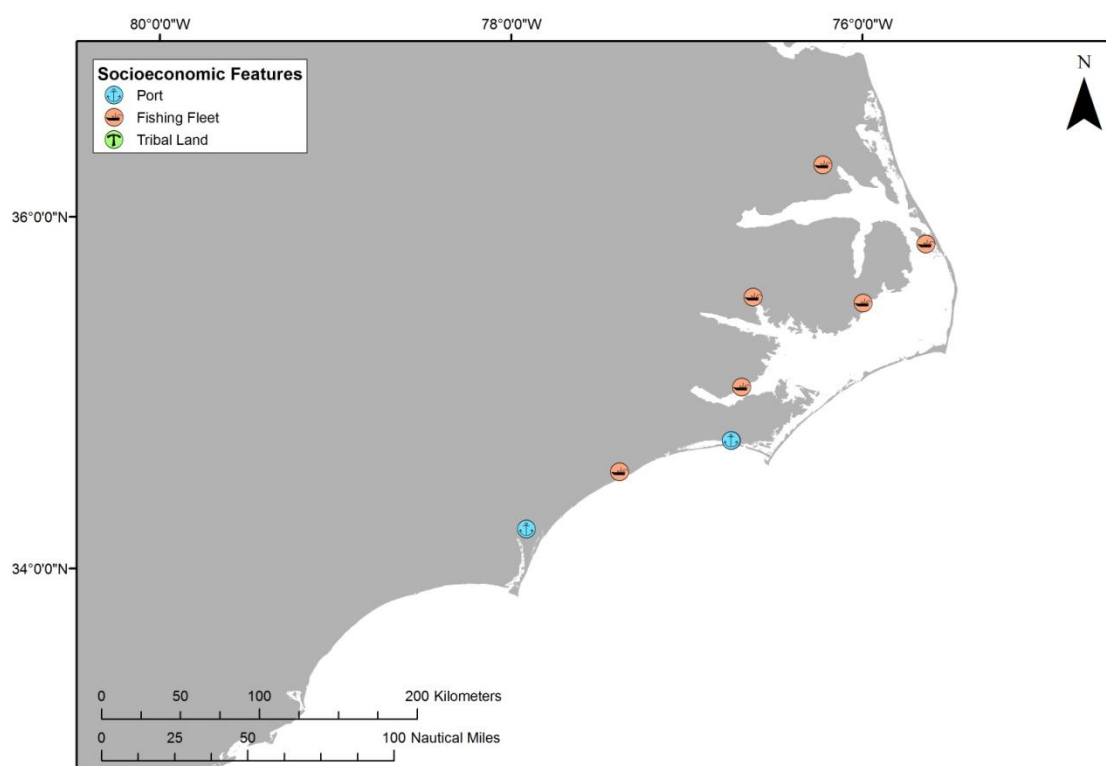 80°0'0"W 78°0'0"W 76°0'0"W
N
Socioeconomic Features
Port
Fishing Fleet
Tribal Land
36°0'0"N
34°0'0"N
0 50 100 200 Kilometers
0 25 50 100 Nautical Miles